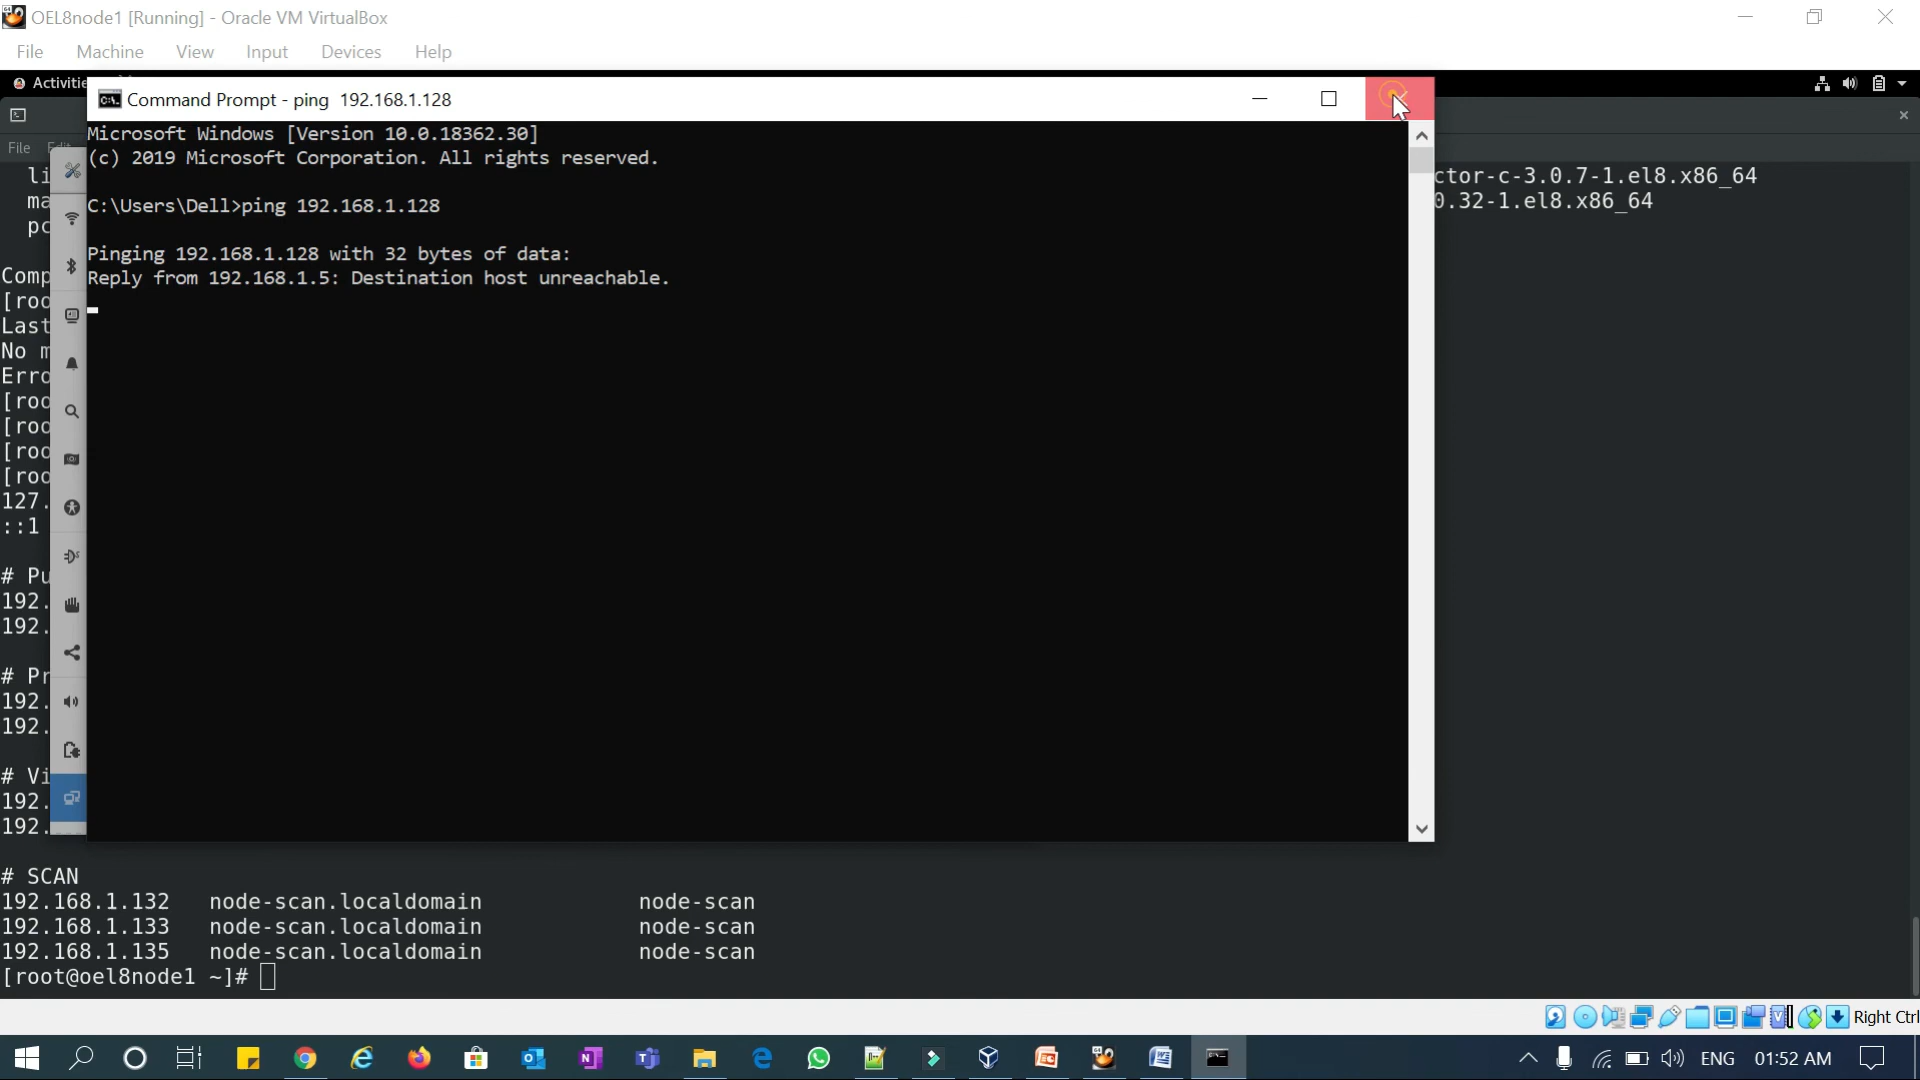 OEL8node1 [Running] - Oracle VM VirtualBox
File Machine View Input Devices Help
Activitie
Command Prompt - ping 192.168.1.128
File Edit
Microsoft Windows [Version 10.0.18362.30]
(c) 2019 Microsoft Corporation. All rights reserved.
C:\Users\Dell>ping 192.168.1.128
Pinging 192.168.1.128 with 32 bytes of data:
Reply from 192.168.1.5: Destination host unreachable.
li ctor-c-3.0.7-1.el8.x86_64
ma 0.32-1.el8.x86_64
pc
Comp
[roo
Last
No m
Erro
[roo
[roo
[roo
[roo
127.
::1
# Pu
192.
192.
# Pr
192.
192.
# Vi
192.
192.
# SCAN
192.168.1.132 node-scan.localdomain node-scan
192.168.1.133 node-scan.localdomain node-scan
192.168.1.135 node-scan.localdomain node-scan
[root@oel8node1 ~]#
Right Ctrl
ENG 01:52 AM